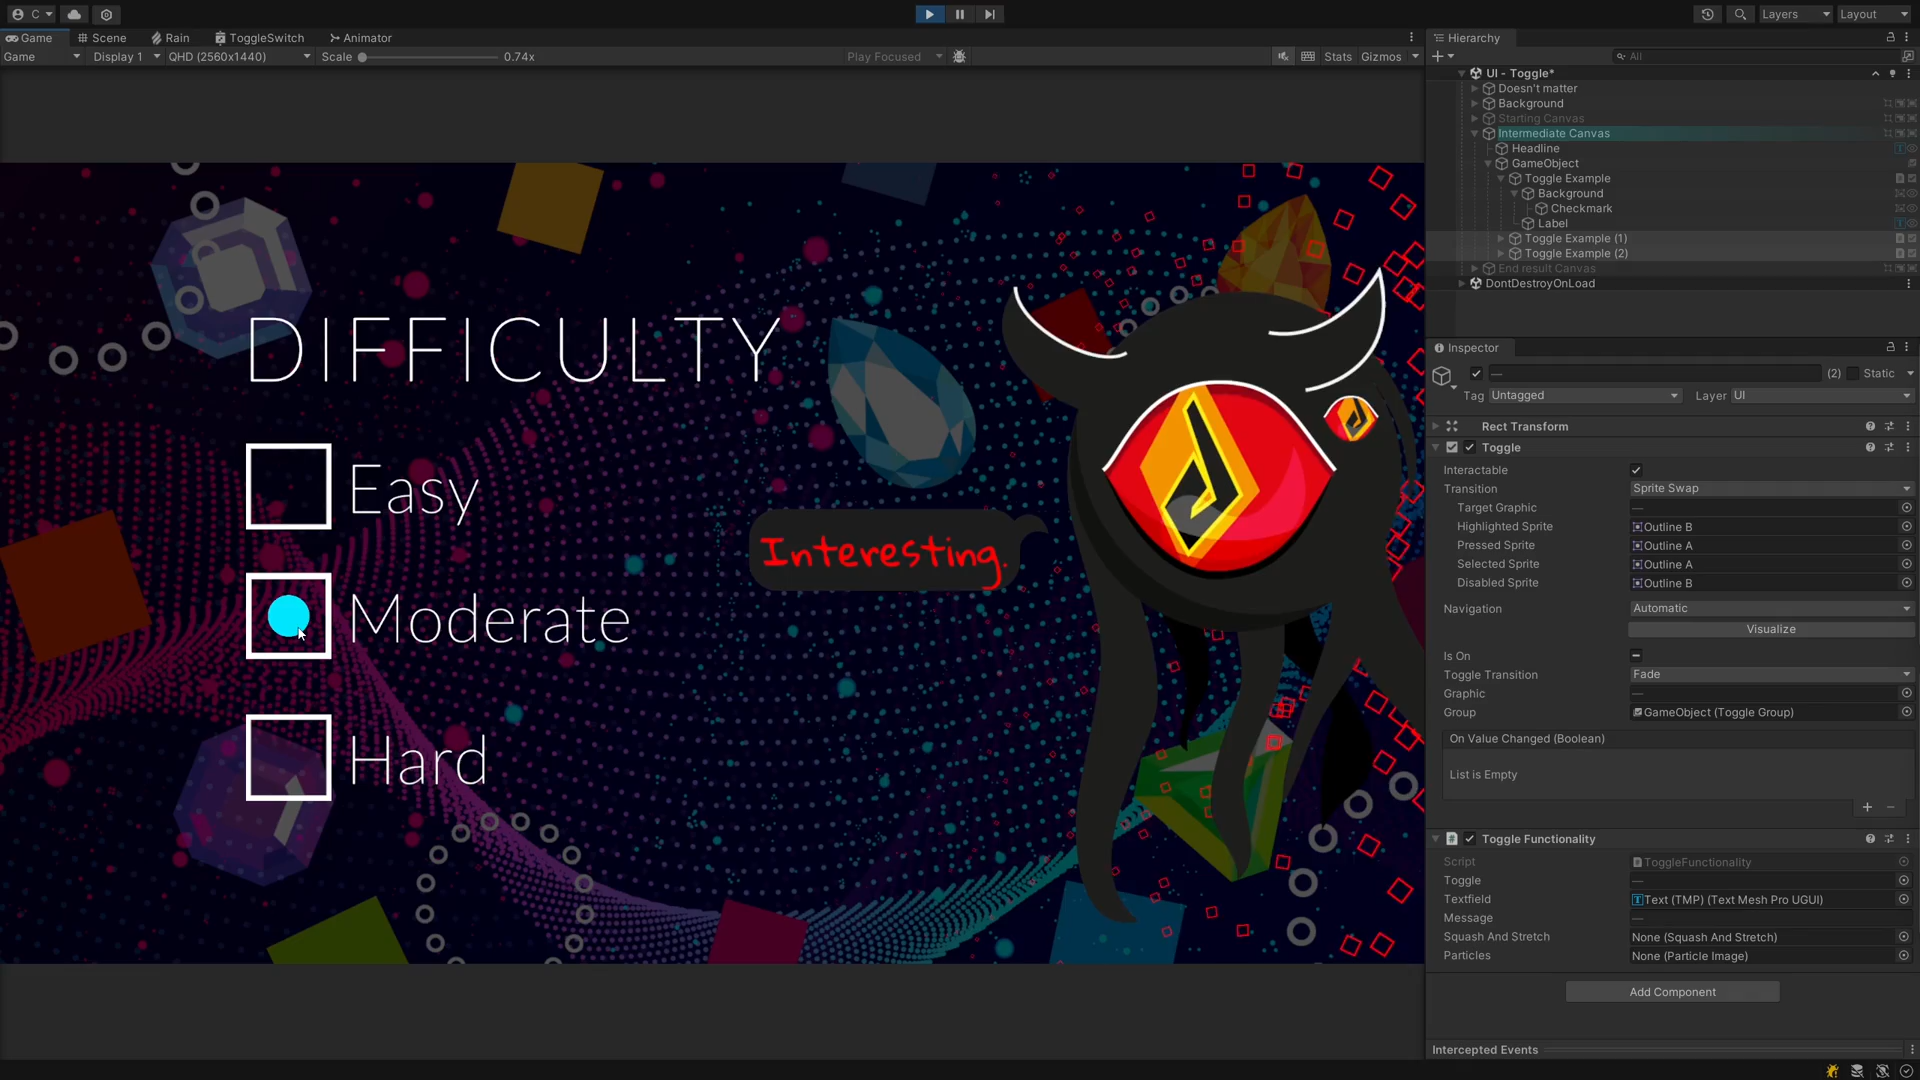 C
Layers
Layout
Game
Scene
Rain
ToggleSwitch
Animator
Game
Display 1
QHD (2560x1440)
Scale
0.74x
Play Focused
Stats
Gizmos
DIFFICULTY
Easy
Moderate
Hard
Interesting.
Hierarchy
All
UI - Toggle*
Doesn't matter
Background
Starting Canvas
Intermediate Canvas
Headline
GameObject
Toggle Example
Background
Checkmark
Label
Toggle Example (1)
Toggle Example (2)
End result Canvas
DontDestroyOnLoad
Inspector
— (2) Static
Tag Untagged Layer UI
Rect Transform
Toggle
Interactable
Transition Sprite Swap
Target Graphic —
Highlighted Sprite Outline B
Pressed Sprite Outline A
Selected Sprite Outline A
Disabled Sprite Outline B
Navigation Automatic
Visualize
Is On
Toggle Transition Fade
Graphic —
Group GameObject (Toggle Group)
On Value Changed (Boolean)
List is Empty
+ −
Toggle Functionality
Script ToggleFunctionality
Toggle —
Textfield Text (TMP) (Text Mesh Pro UGUI)
Message —
Squash And Stretch None (Squash And Stretch)
Particles None (Particle Image)
Add Component
Intercepted Events